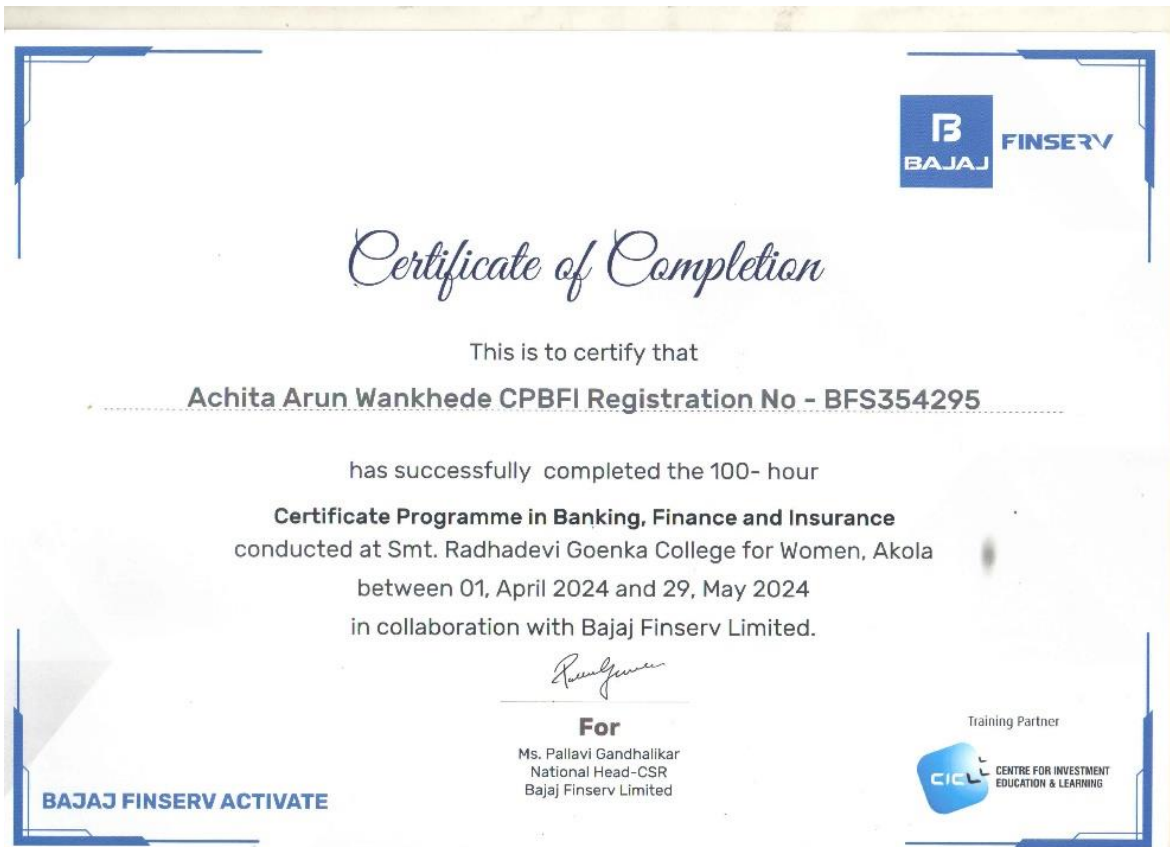 BAJAJ
FINSERV
Certificate of Completion
This is to certify that
Achita Arun Wankhede CPBFI Registration No - BFS354295
has successfully completed the 100- hour
Certificate Programme in Banking, Finance and Insurance
conducted at Smt. Radhadevi Goenka College for Women, Akola
between 01, April 2024 and 29, May 2024
in collaboration with Bajaj Finserv Limited.
For
Ms. Pallavi Gandhalikar
National Head-CSR
Bajaj Finserv Limited
BAJAJ FINSERV ACTIVATE
Training Partner
CICL
CENTRE FOR INVESTMENT
EDUCATION & LEARNING